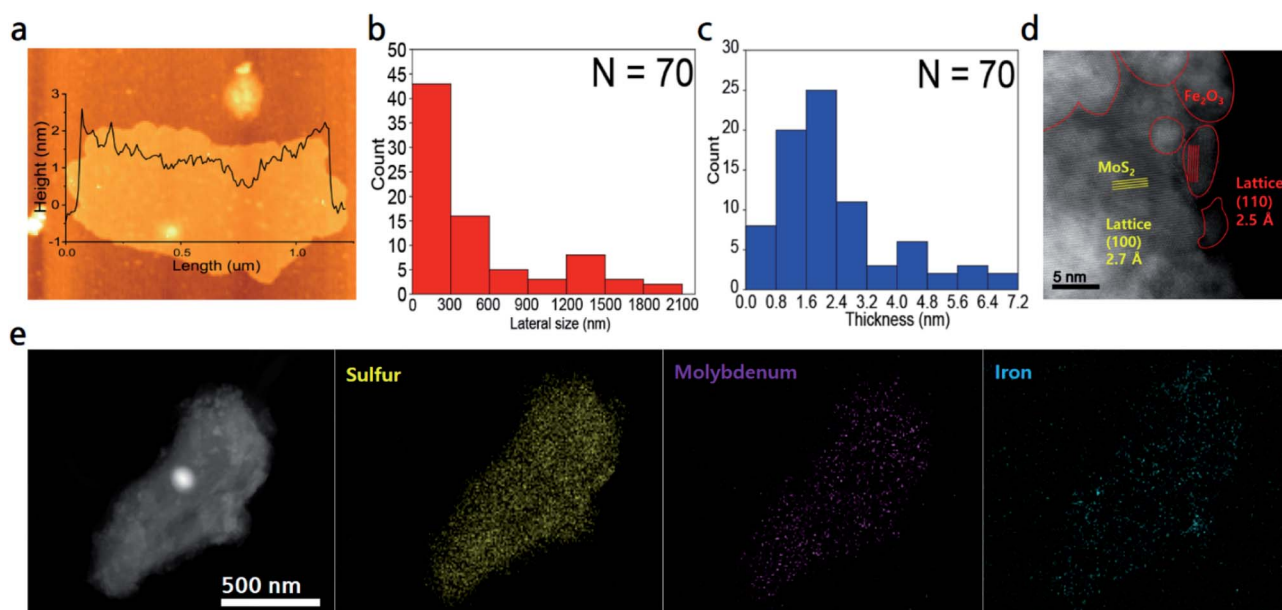 a
3
2
1
0
-1
Height (nm)
0.0 0.5 1.0
Length (um)
b
50
45
40
35
30
25
20
15
10
5
0
Count
N = 70
0 300 600 900 1200 1500 1800 2100
Lateral size (nm)
c
30
25
20
15
10
5
0
Count
N = 70
0.0 0.8 1.6 2.4 3.2 4.0 4.8 5.6 6.4 7.2
Thickness (nm)
d
Fe₂O₃
MoS₂
Lattice
(110)
2.5 Å
Lattice
(100)
2.7 Å
5 nm
e
500 nm
Sulfur
Molybdenum
Iron